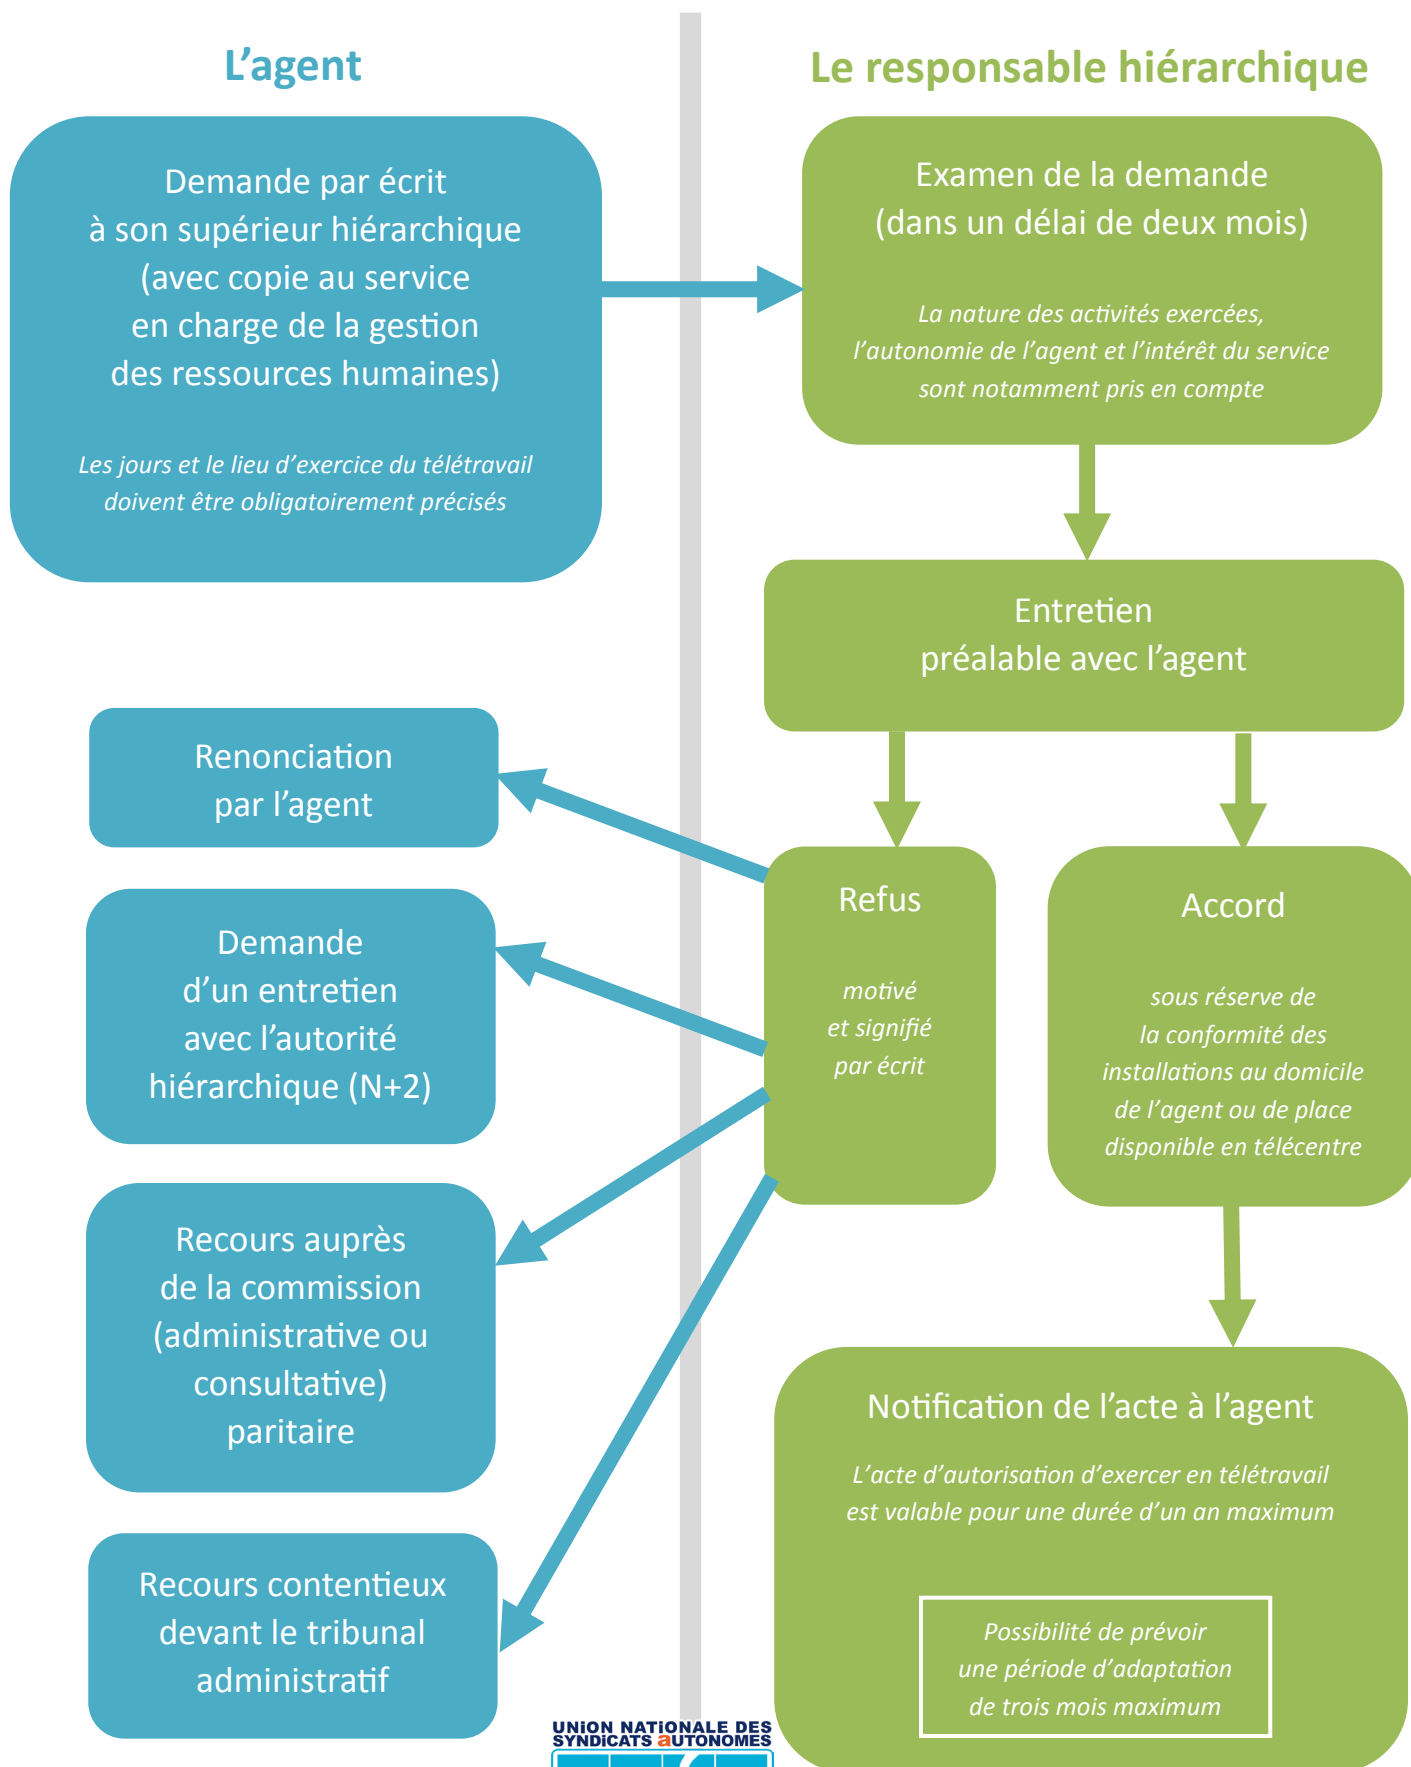 L’agent
Demande par écrit
à son supérieur hiérarchique
(avec copie au service
en charge de la gestion
des ressources humaines)
Les jours et le lieu d’exercice du télétravail
doivent être obligatoirement précisés
Le responsable hiérarchique
Examen de la demande
(dans un délai de deux mois)
La nature des activités exercées,
l’autonomie de l’agent et l’intérêt du service
sont notamment pris en compte
Entretien
préalable avec l’agent
Renonciation
par l’agent
Demande
d’un entretien
avec l’autorité
hiérarchique (N+2)
Recours auprès
de la commission
(administrative ou
consultative)
paritaire
Recours contentieux
devant le tribunal
administratif
Refus
motivé
et signifié
par écrit
Accord
sous réserve de
la conformité des
installations au domicile
de l’agent ou de place
disponible en télécentre
Notification de l’acte à l’agent
L’acte d’autorisation d’exercer en télétravail
est valable pour une durée d’un an maximum
Possibilité de prévoir
une période d’adaptation
de trois mois maximum
UNiON NATiONALE DES
SYNDiCATS aUTONOMES